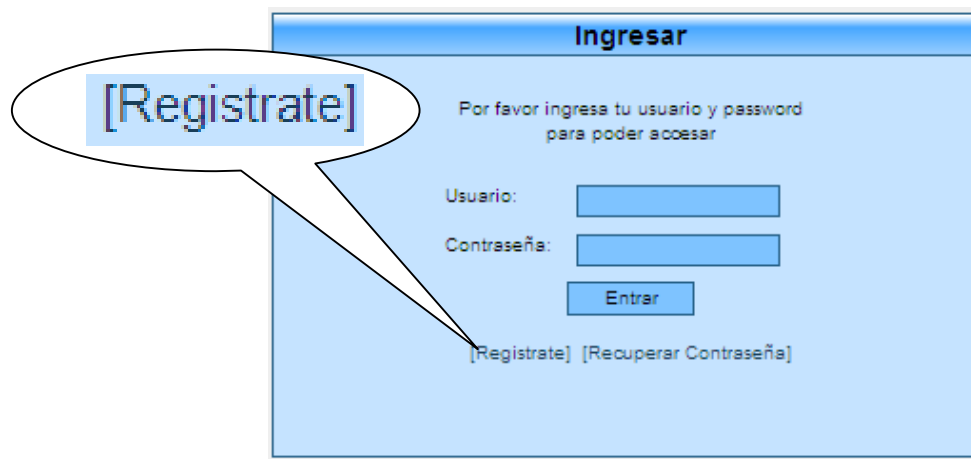 Ingresar
[Registrate]
Por favor ingresa tu usuario y password
para poder accesar
Usuario:
Contraseña:
Entrar
[Registrate] [Recuperar Contraseña]